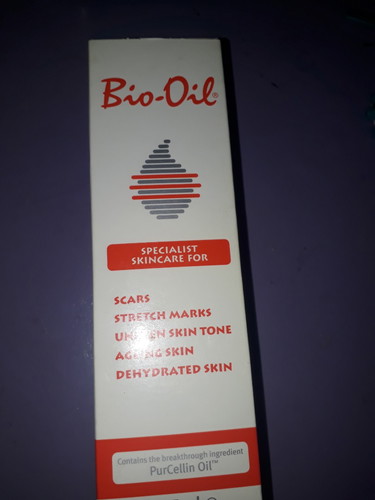 Bio-Oil®
SPECIALIST
SKINCARE FOR
SCARS
STRETCH MARKS
UNEVEN SKIN TONE
AGEING SKIN
DEHYDRATED SKIN
Contains the breakthrough ingredient
PurCellin Oil™